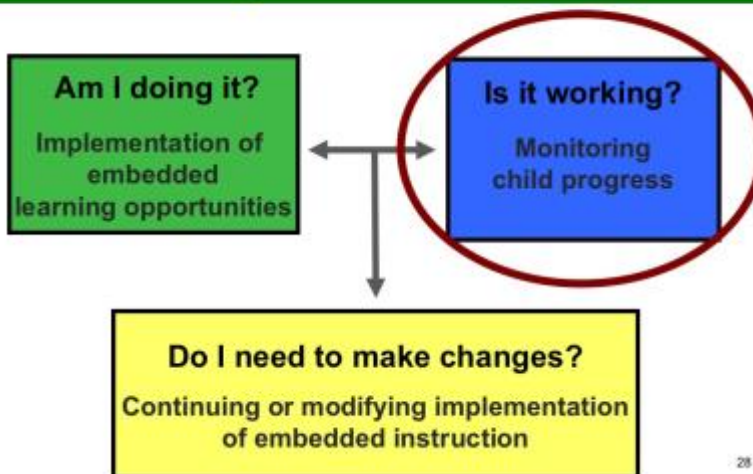 Am I doing it?
Implementation of
embedded
learning opportunities
Is it working?
Monitoring
child progress
Do I need to make changes?
Continuing or modifying implementation
of embedded instruction
28